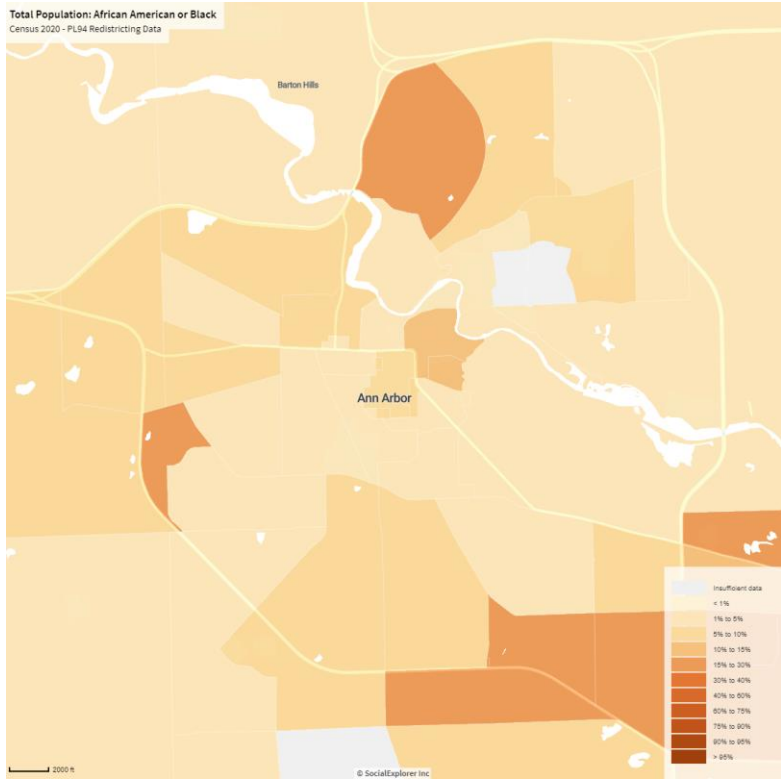 Total Population: African American or Black
Census 2020 - PL94 Redistricting Data
Barton Hills
Ann Arbor
Insufficient data
< 1%
1% to 5%
5% to 10%
10% to 15%
15% to 30%
30% to 40%
40% to 60%
60% to 75%
75% to 90%
90% to 95%
> 95%
2000 ft
© SocialExplorer Inc